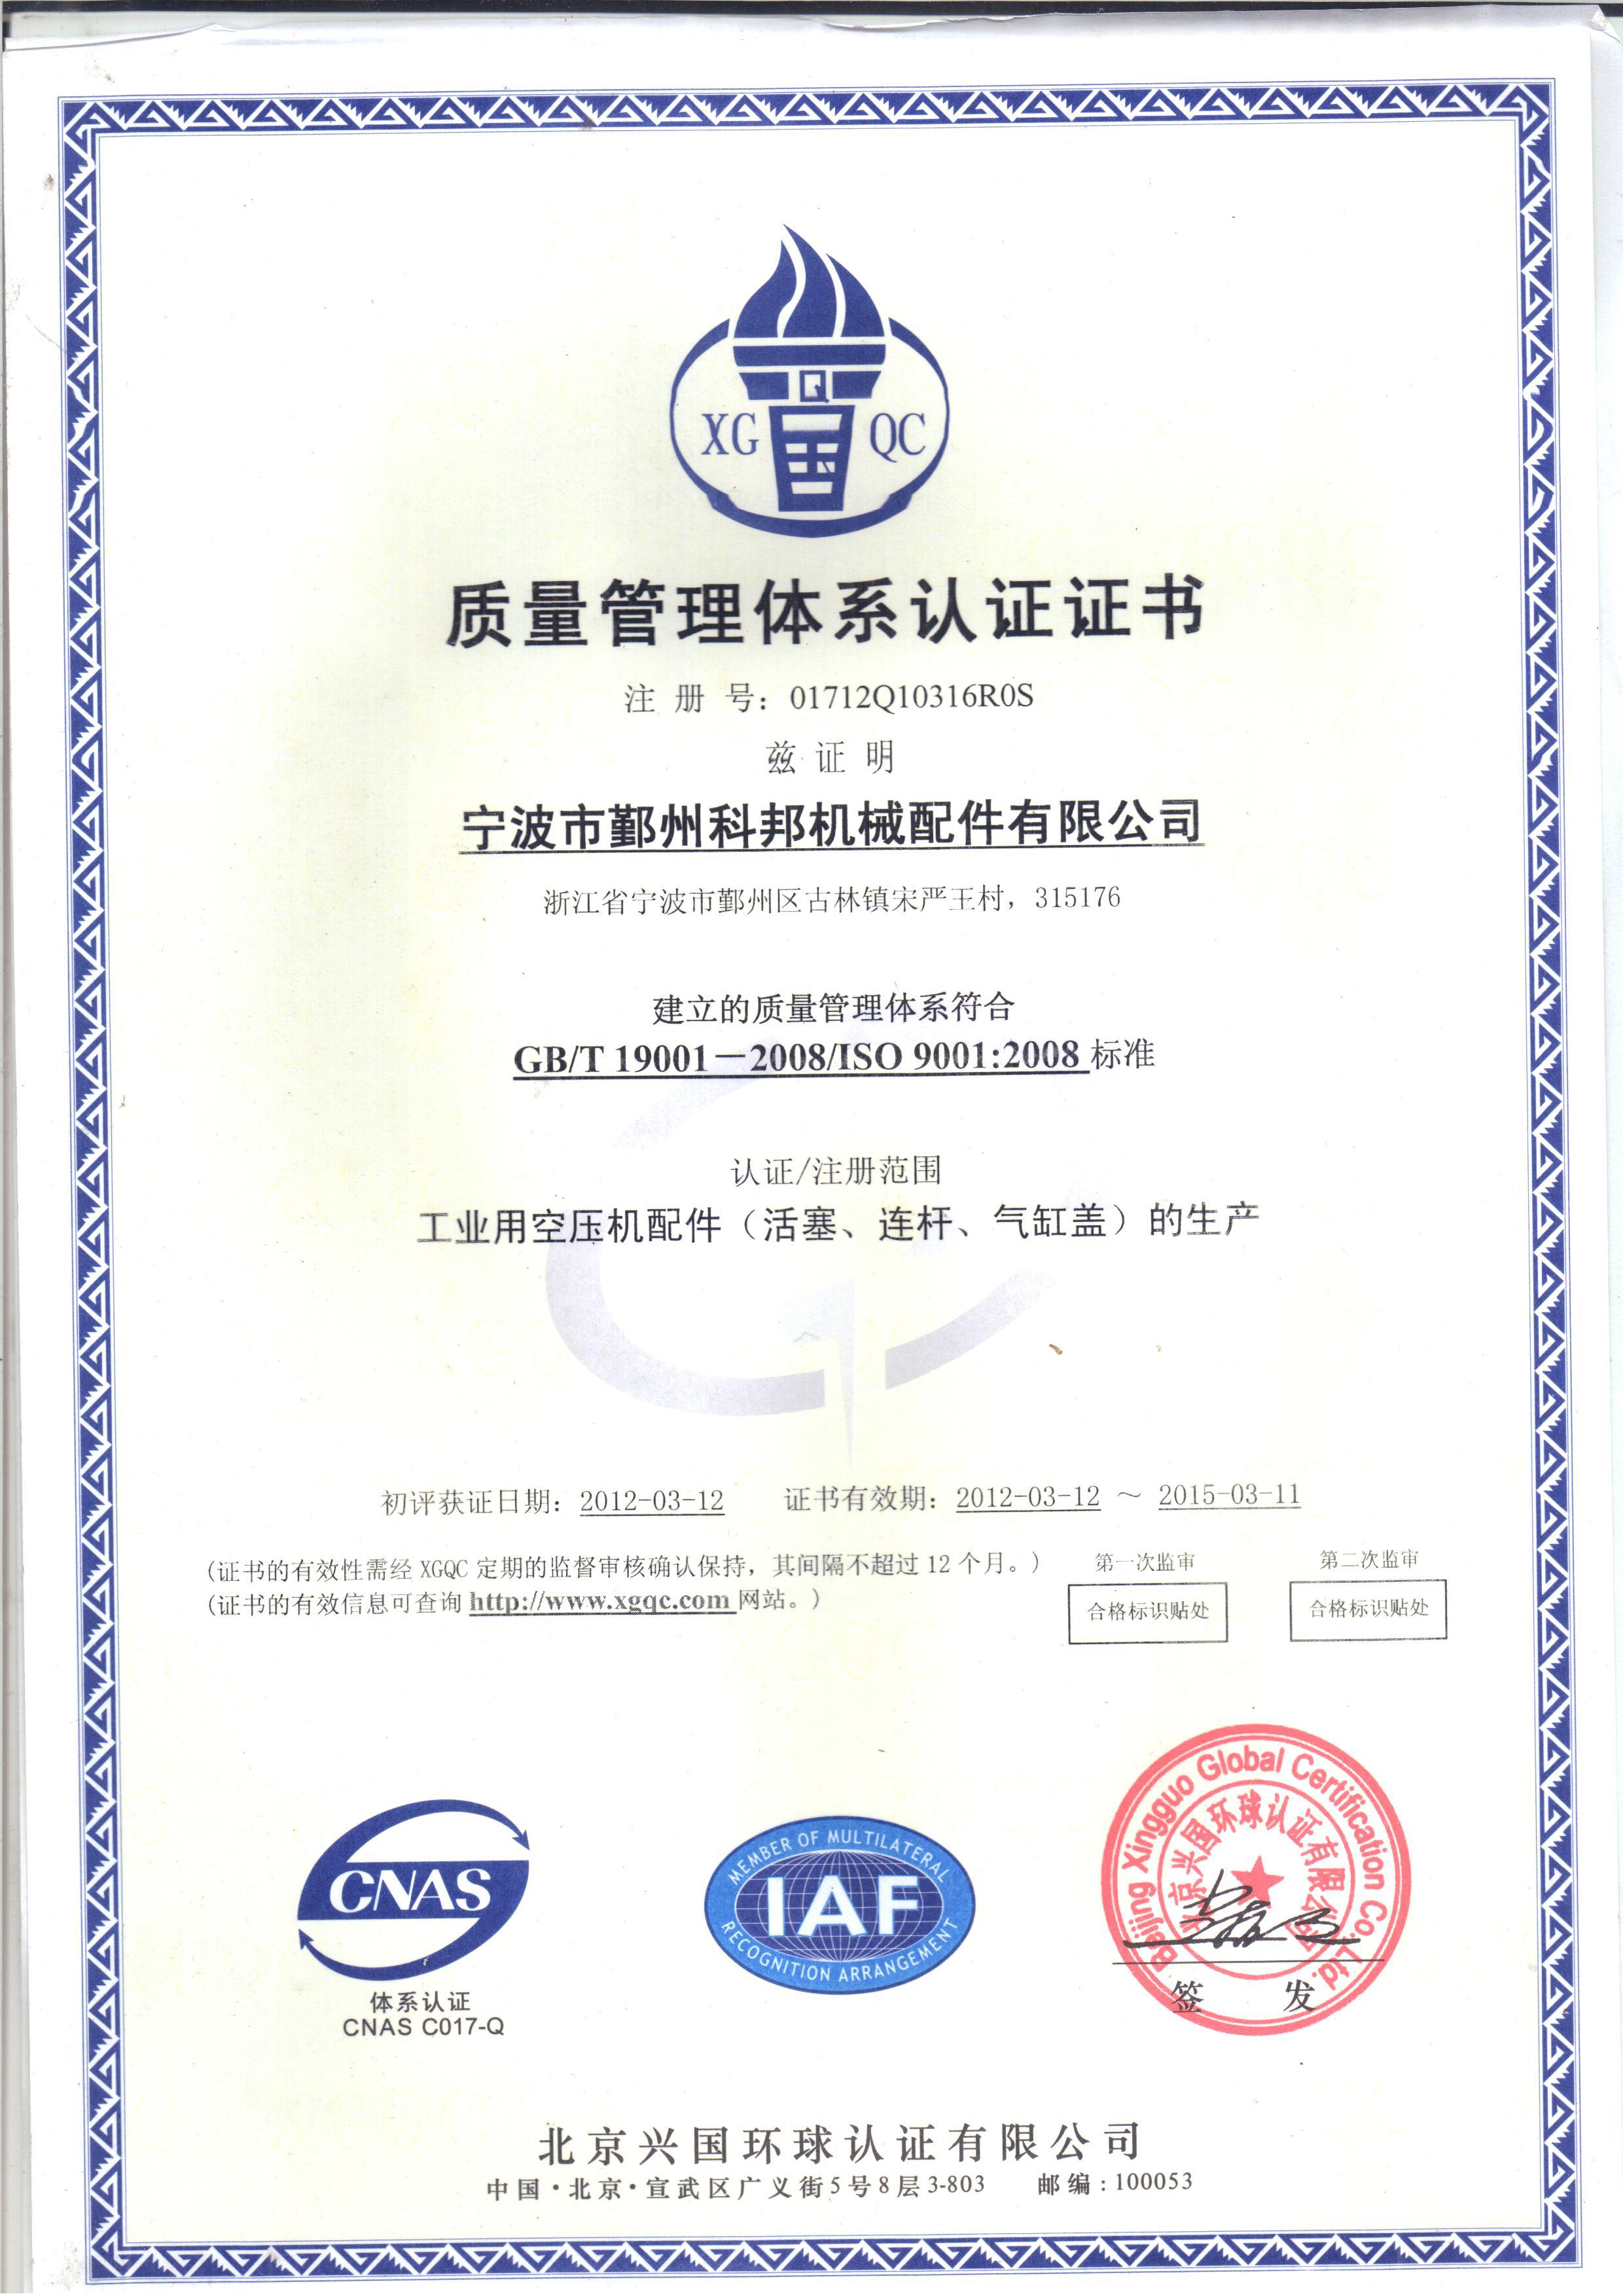 XG QC
质量管理体系认证证书
注 册 号：01712Q10316R0S
兹 证 明
宁波市鄞州科邦机械配件有限公司
浙江省宁波市鄞州区古林镇宋严王村，315176
建立的质量管理体系符合
GB/T 19001－2008/ISO 9001:2008 标准
认证/注册范围
工业用空压机配件（活塞、连杆、气缸盖）的生产
初评获证日期：2012-03-12 证书有效期：2012-03-12 ～ 2015-03-11
（证书的有效性需经 XGQC 定期的监督审核确认保持，其间隔不超过 12 个月。）
（证书的有效信息可查询 http://www.xgqc.com 网站。）
第一次监审 第二次监审
合格标识贴处 合格标识贴处
CNAS
体系认证
CNAS C017-Q
MEMBER OF MULTILATERAL
IAF
RECOGNITION ARRANGEMENT
Beijing Xingguo Global Certification Co.,Ltd.
北京兴国环球认证有限公司
签 发
北京兴国环球认证有限公司
中国·北京·宣武区广义街5号8层3-803 邮编：100053